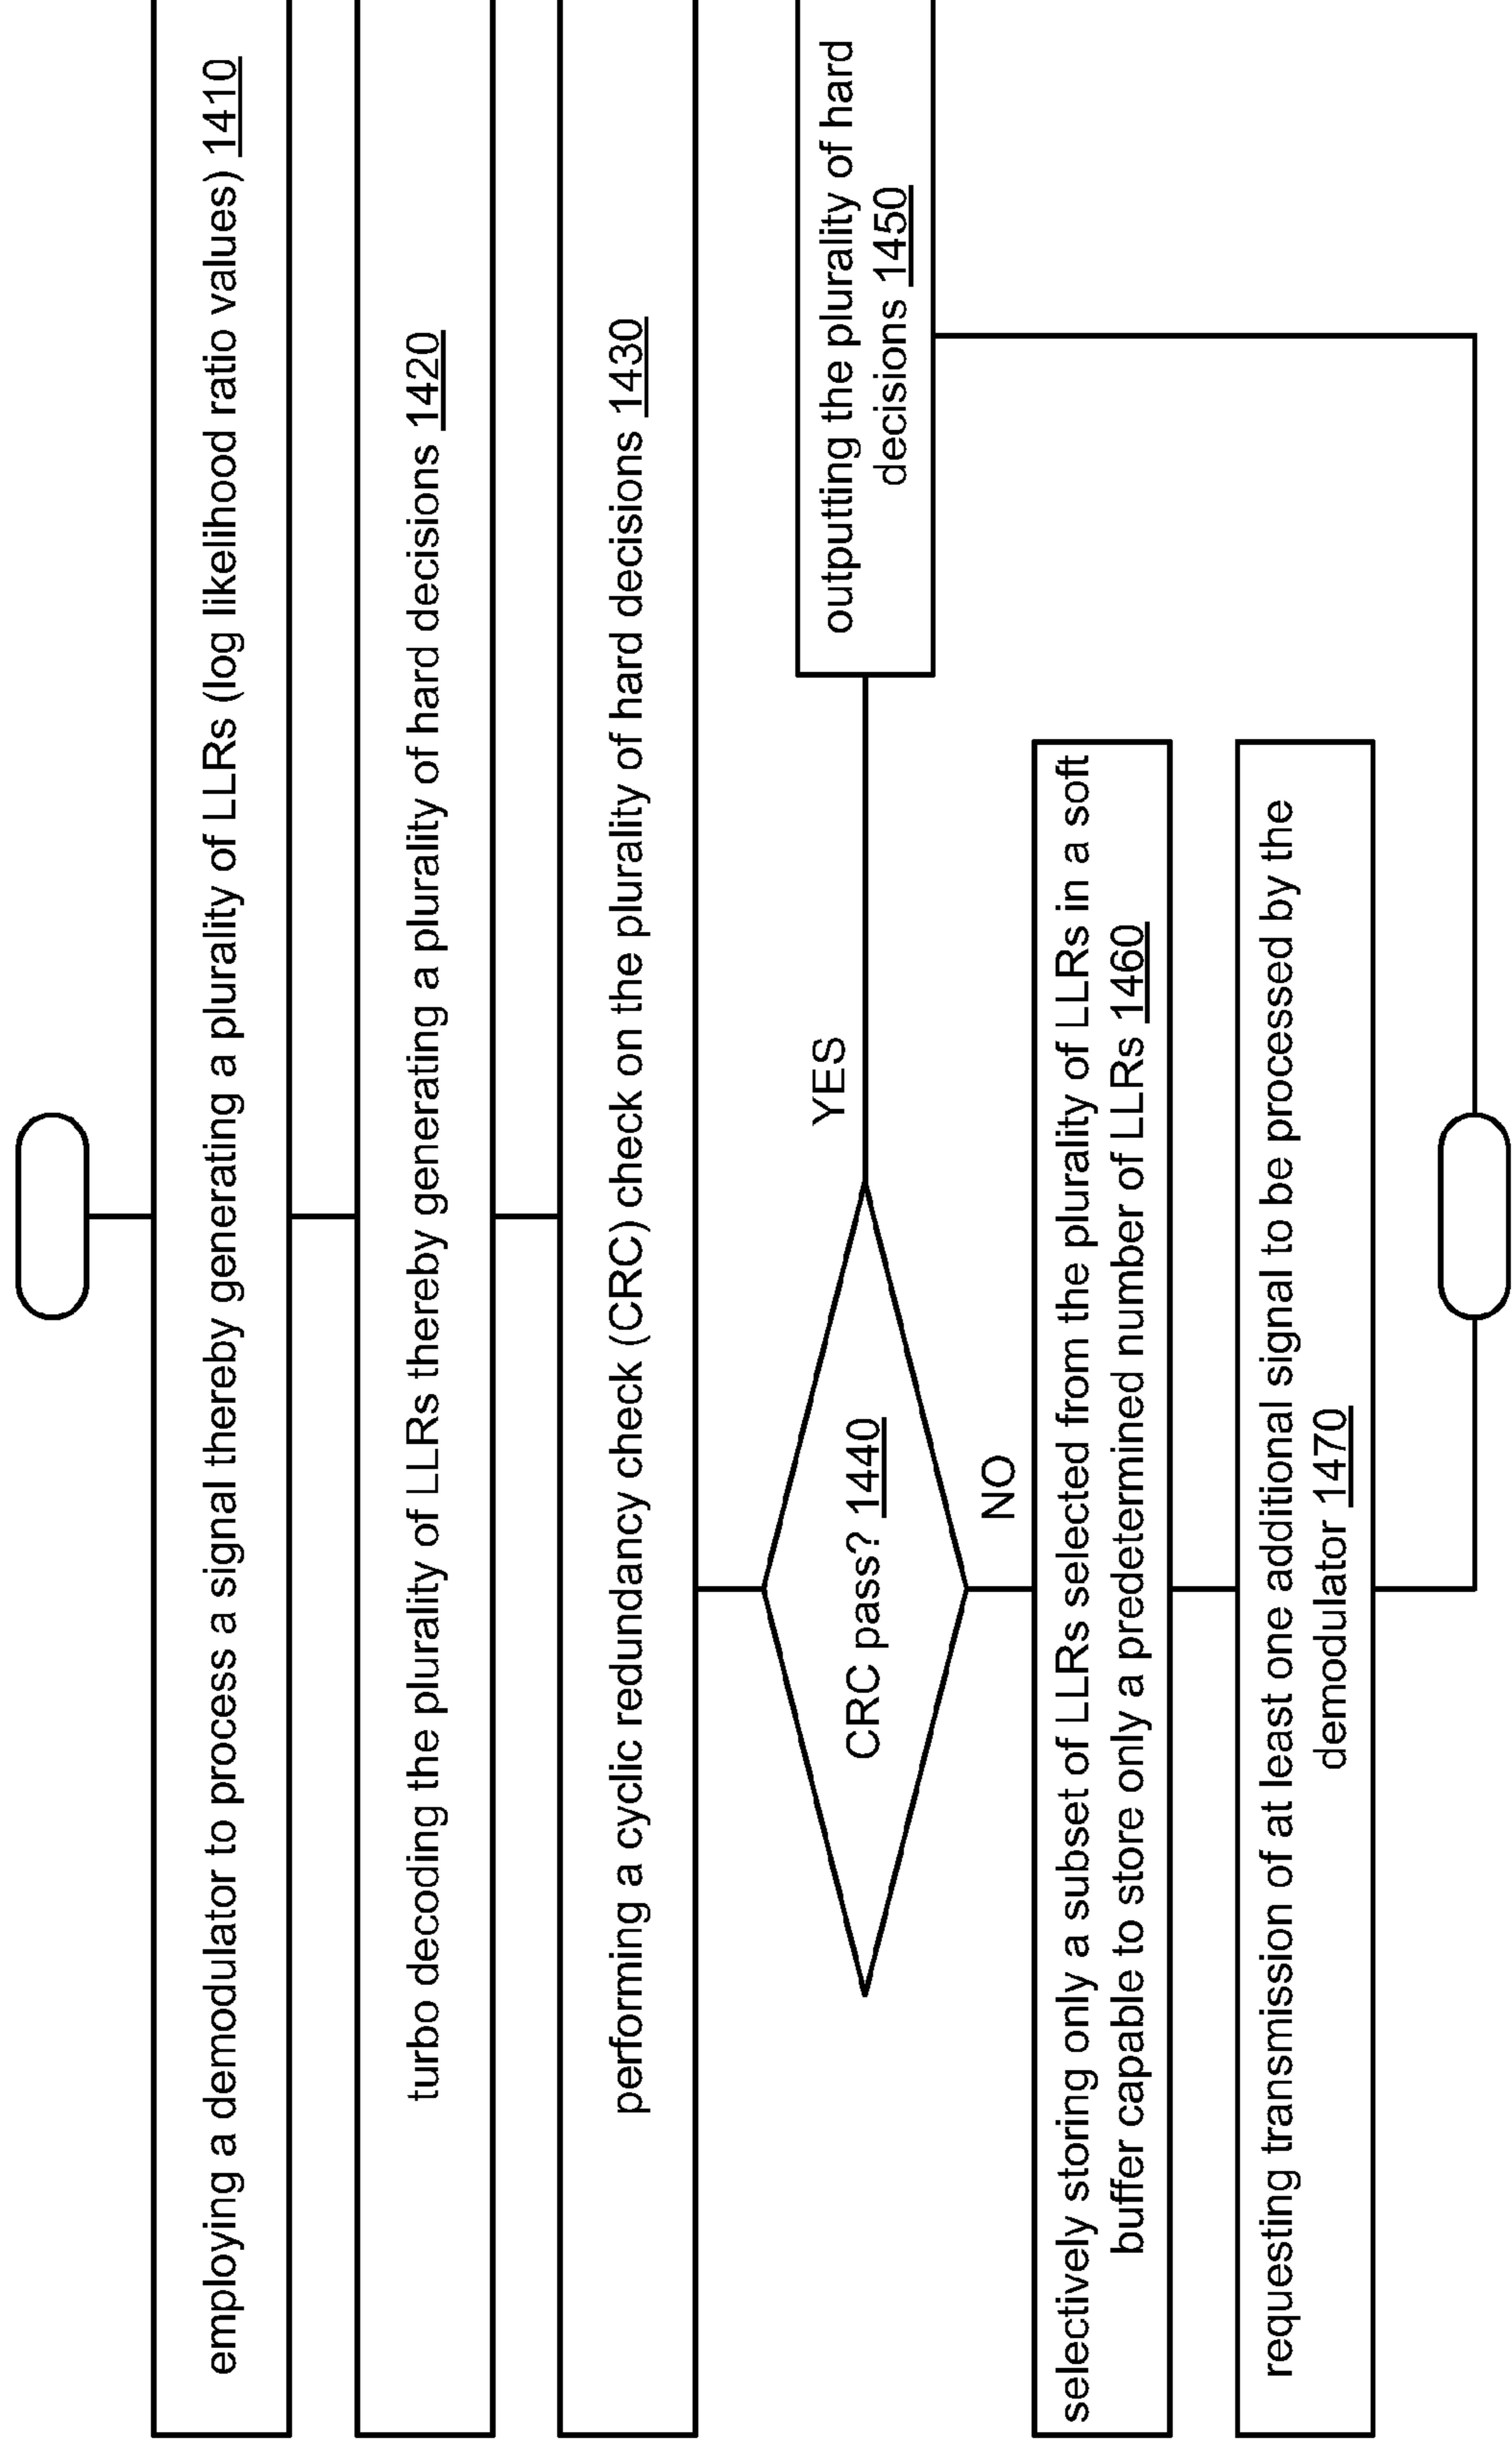 employing a demodulator to process a signal thereby generating a plurality of LLRs (log likelihood ratio values) 1410
turbo decoding the plurality of LLRs thereby generating a plurality of hard decisions 1420
performing a cyclic redundancy check (CRC) check on the plurality of hard decisions 1430
CRC pass? 1440
YES
outputting the plurality of hard
decisions 1450
NO
selectively storing only a subset of LLRs selected from the plurality of LLRs in a soft
buffer capable to store only a predetermined number of LLRs 1460
requesting transmission of at least one additional signal to be processed by the
demodulator 1470